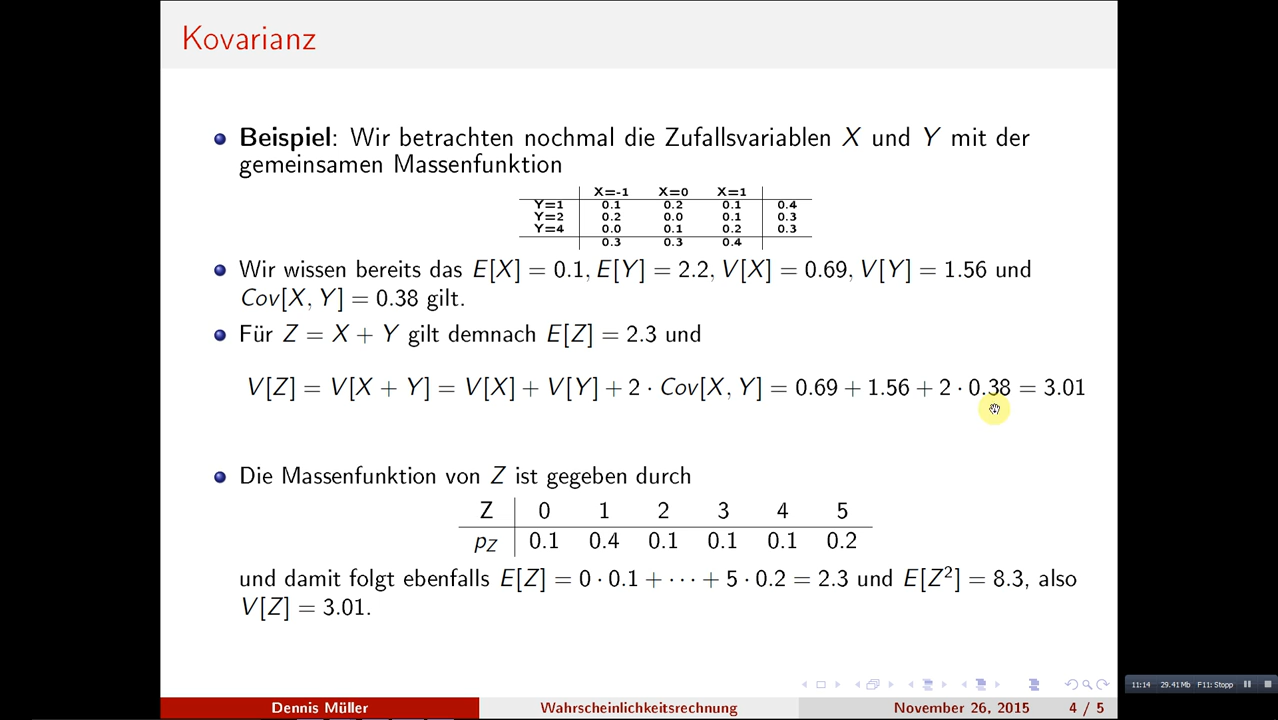 Kovarianz
Beispiel: Wir betrachten nochmal die Zufallsvariablen X und Y mit der
gemeinsamen Massenfunktion
X=-1 X=0 X=1
Y=1 0.1 0.2 0.1 0.4
Y=2 0.2 0.0 0.1 0.3
Y=4 0.0 0.1 0.2 0.3
0.3 0.3 0.4
Wir wissen bereits das E[X] = 0.1, E[Y] = 2.2, V[X] = 0.69, V[Y] = 1.56 und
Cov[X, Y] = 0.38 gilt.
Für Z = X + Y gilt demnach E[Z] = 2.3 und
V[Z] = V[X + Y] = V[X] + V[Y] + 2 · Cov[X, Y] = 0.69 + 1.56 + 2 · 0.38 = 3.01
Die Massenfunktion von Z ist gegeben durch
Z 0 1 2 3 4 5
pZ 0.1 0.4 0.1 0.1 0.1 0.2
und damit folgt ebenfalls E[Z] = 0 · 0.1 + ··· + 5 · 0.2 = 2.3 und E[Z²] = 8.3, also
V[Z] = 3.01.
11:14 29.41Mb F11: Stopp
Dennis Müller Wahrscheinlichkeitsrechnung November 26, 2015 4 / 5